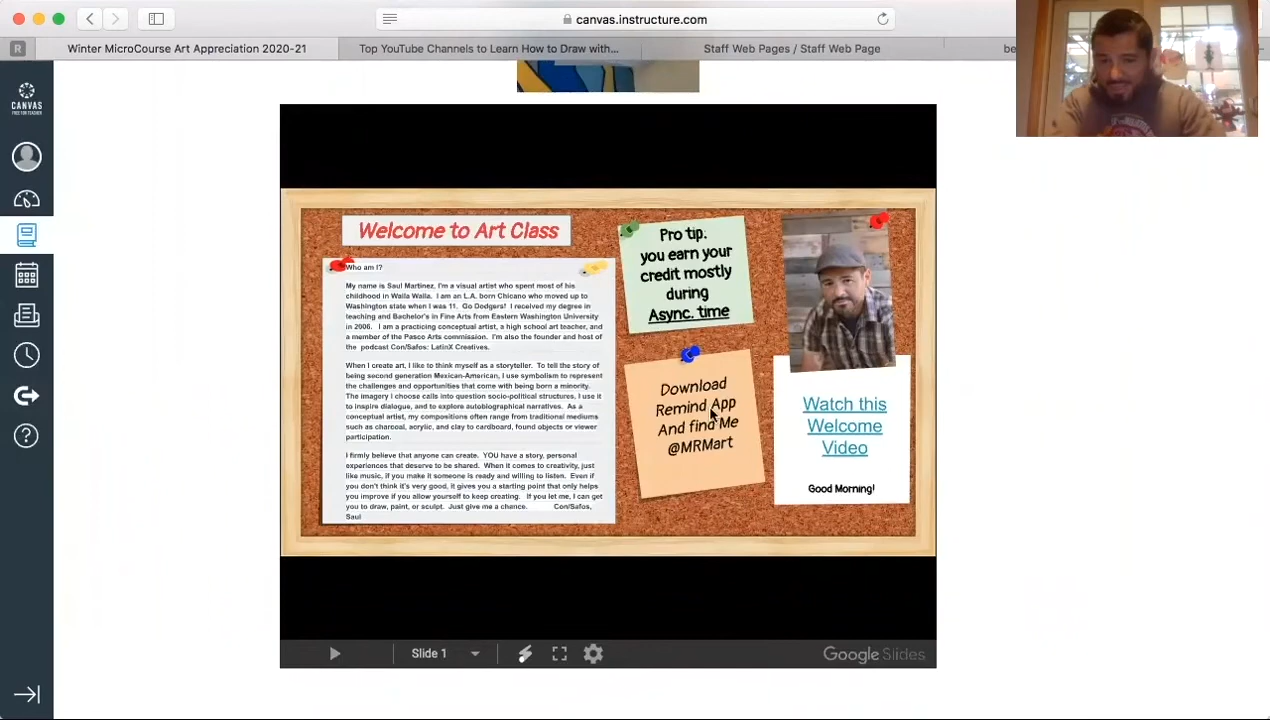 canvas.instructure.com
Winter MicroCourse Art Appreciation 2020-21
Top YouTube Channels to Learn How to Draw with...
Staff Web Pages / Staff Web Page
be
R
CANVAS
FREE FOR TEACHER
Welcome to Art Class
Who am I?
My name is Saul Martinez, I'm a visual artist who spent most of his
childhood in Walla Walla. I am an L.A. born Chicano who moved up to
Washington state when I was 11. Go Dodgers! I received my degree in
teaching and Bachelor's in Fine Arts from Eastern Washington University
in 2006. I am a practicing conceptual artist, a high school art teacher, and
a member of the Pasco Arts commission. I'm also the founder and host of
the podcast Con/Safos: LatinX Creatives.
When I create art, I like to think myself as a storyteller. To tell the story of
being second generation Mexican-American, I use symbolism to represent
the challenges and opportunities that come with being born a minority.
The imagery I choose calls into question socio-political structures, I use it
to inspire dialogue, and to explore autobiographical narratives. As a
conceptual artist, my compositions often range from traditional mediums
such as charcoal, acrylic, and clay to cardboard, found objects or viewer
participation.
I firmly believe that anyone can create. YOU have a story, personal
experiences that deserve to be shared. When it comes to creativity, just
like music, if you make it someone is ready and willing to listen. Even if
you don't think it's very good, it gives you a starting point that only helps
you improve if you allow yourself to keep creating. If you let me, I can get
you to draw, paint, or sculpt. Just give me a chance. Con/Safos,
Saul
Pro tip:
you earn your
credit mostly
during
Async. time
Download
Remind App
And find Me
@MRMart
Watch this
Welcome
Video
Good Morning!
Slide 1
Google Slides